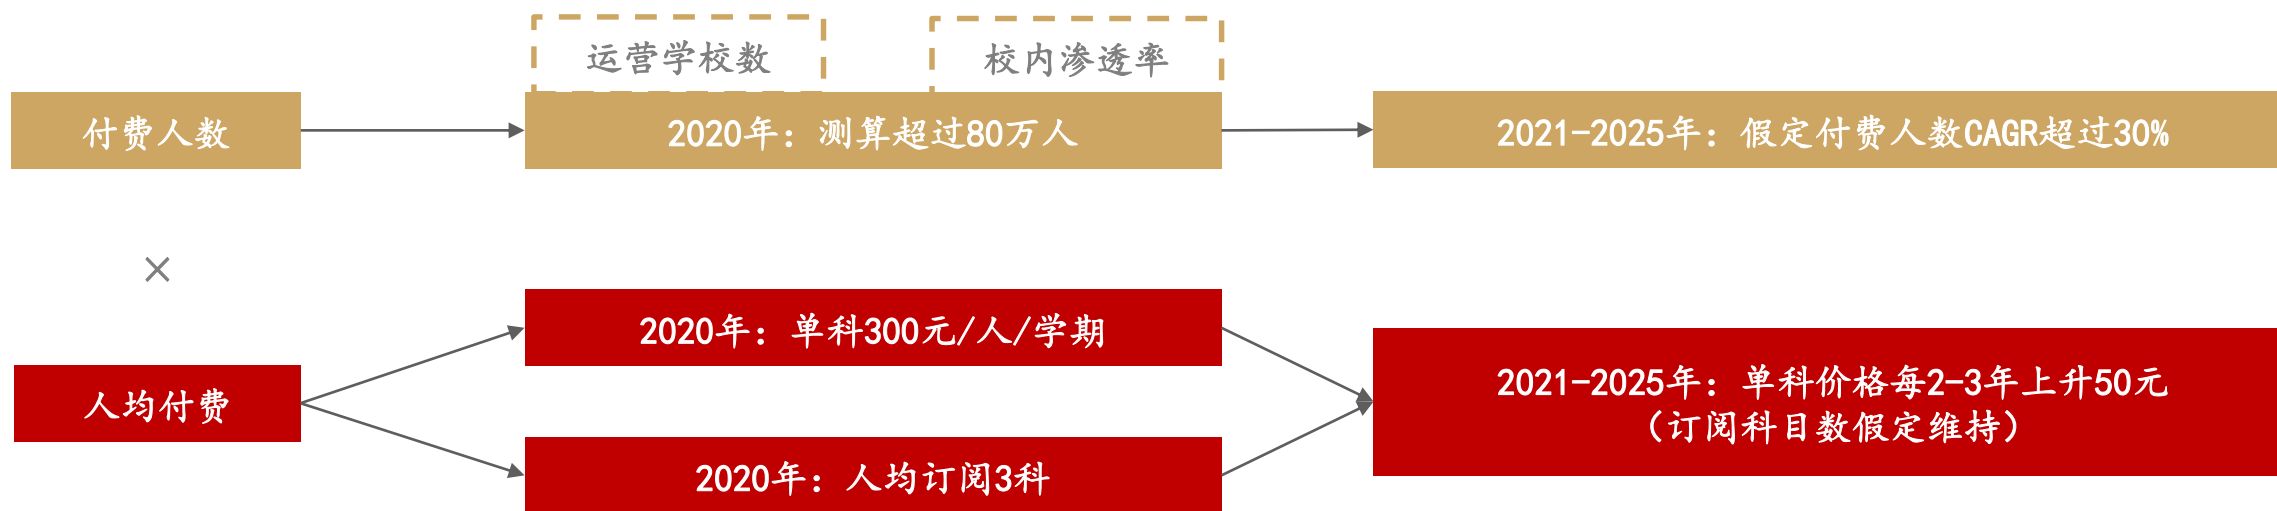 运营学校数
校内渗透率
付费人数
2020年：测算超过80万人
2021-2025年：假定付费人数CAGR超过30%
×
人均付费
2020年：单科300元/人/学期
2020年：人均订阅3科
2021-2025年：单科价格每2-3年上升50元
（订阅科目数假定维持）